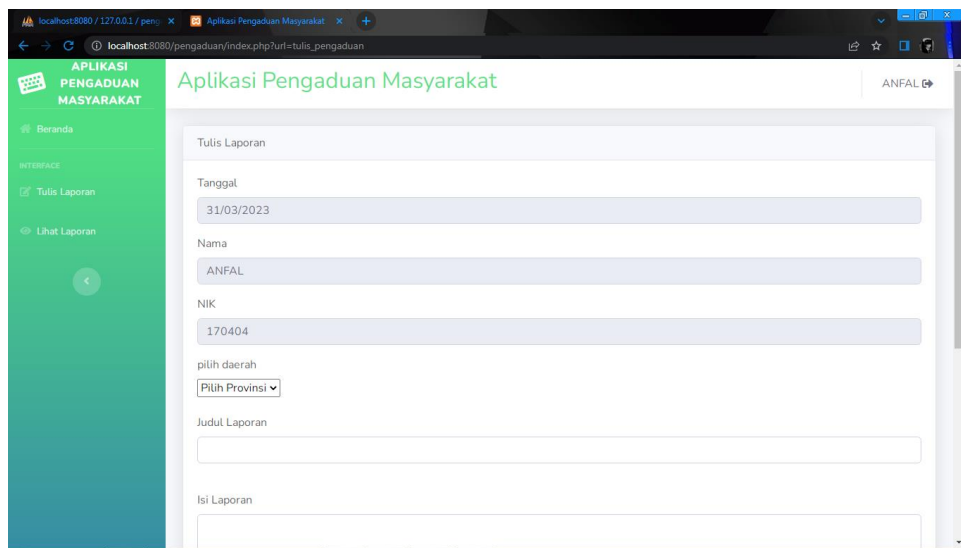 localhost:8080 / 127.0.0.1 / peng
Aplikasi Pengaduan Masyarakat
localhost:8080/pengaduan/index.php?url=tulis_pengaduan
APLIKASI
PENGADUAN
MASYARAKAT
Aplikasi Pengaduan Masyarakat
ANFAL
Beranda
INTERFACE
Tulis Laporan
Lihat Laporan
Tulis Laporan
Tanggal
31/03/2023
Nama
ANFAL
NIK
170404
pilih daerah
Pilih Provinsi
Judul Laporan
Isi Laporan